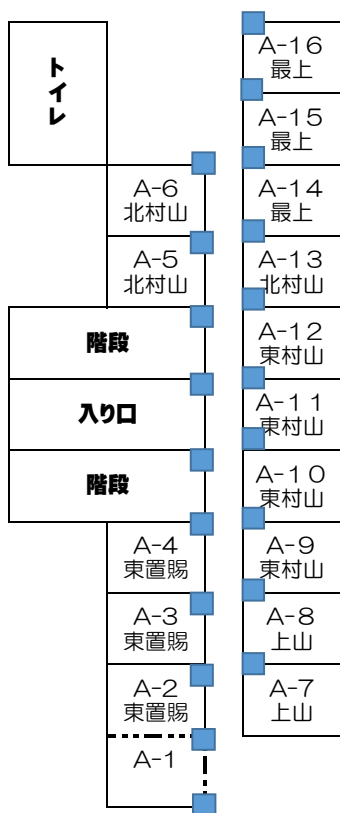 トイレ
A-6
北村山
A-5
北村山
階段
入り口
階段
A-4
東置賜
A-3
東置賜
A-2
東置賜
A-1
A-16
最上
A-15
最上
A-14
最上
A-13
北村山
A-12
東村山
A-11
東村山
A-10
東村山
A-9
東村山
A-8
上山
A-7
上山